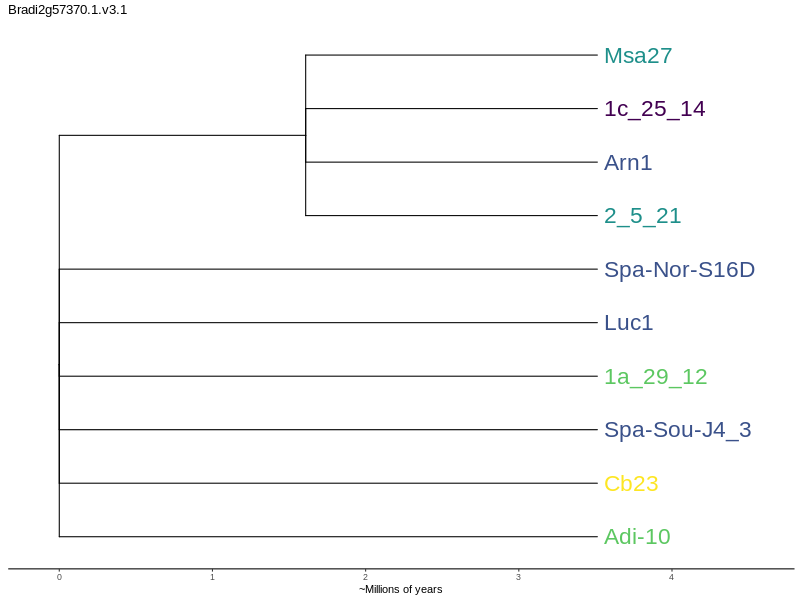 Bradi2g57370.1.v3.1
Msa27
1c_25_14
Arn1
2_5_21
Spa-Nor-S16D
Luc1
1a_29_12
Spa-Sou-J4_3
Cb23
Adi-10
0 1 2 3 4
~Millions of years